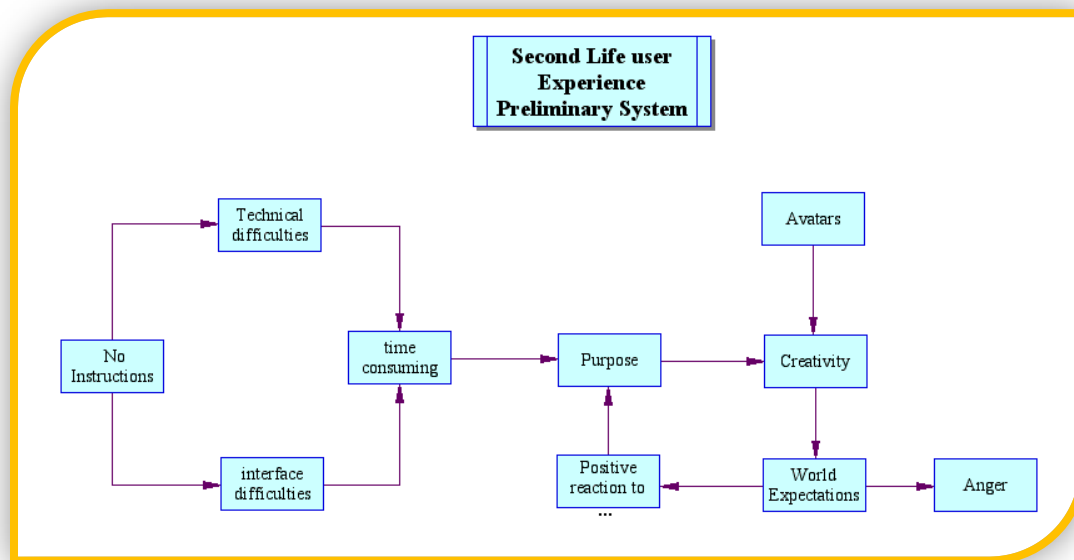 Second Life user
Experience
Preliminary System
Technical
difficulties
Avatars
No
Instructions
time
consuming
Purpose
Creativity
interface
difficulties
Positive
reaction to
...
World
Expectations
Anger